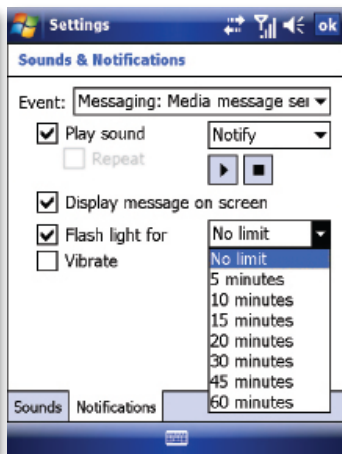 Settings ok
Sounds & Notifications
Event: Messaging: Media message sei
Play sound Notify
Repeat
Display message on screen
Flash light for No limit
Vibrate No limit
5 minutes
10 minutes
15 minutes
20 minutes
30 minutes
45 minutes
60 minutes
Sounds Notifications